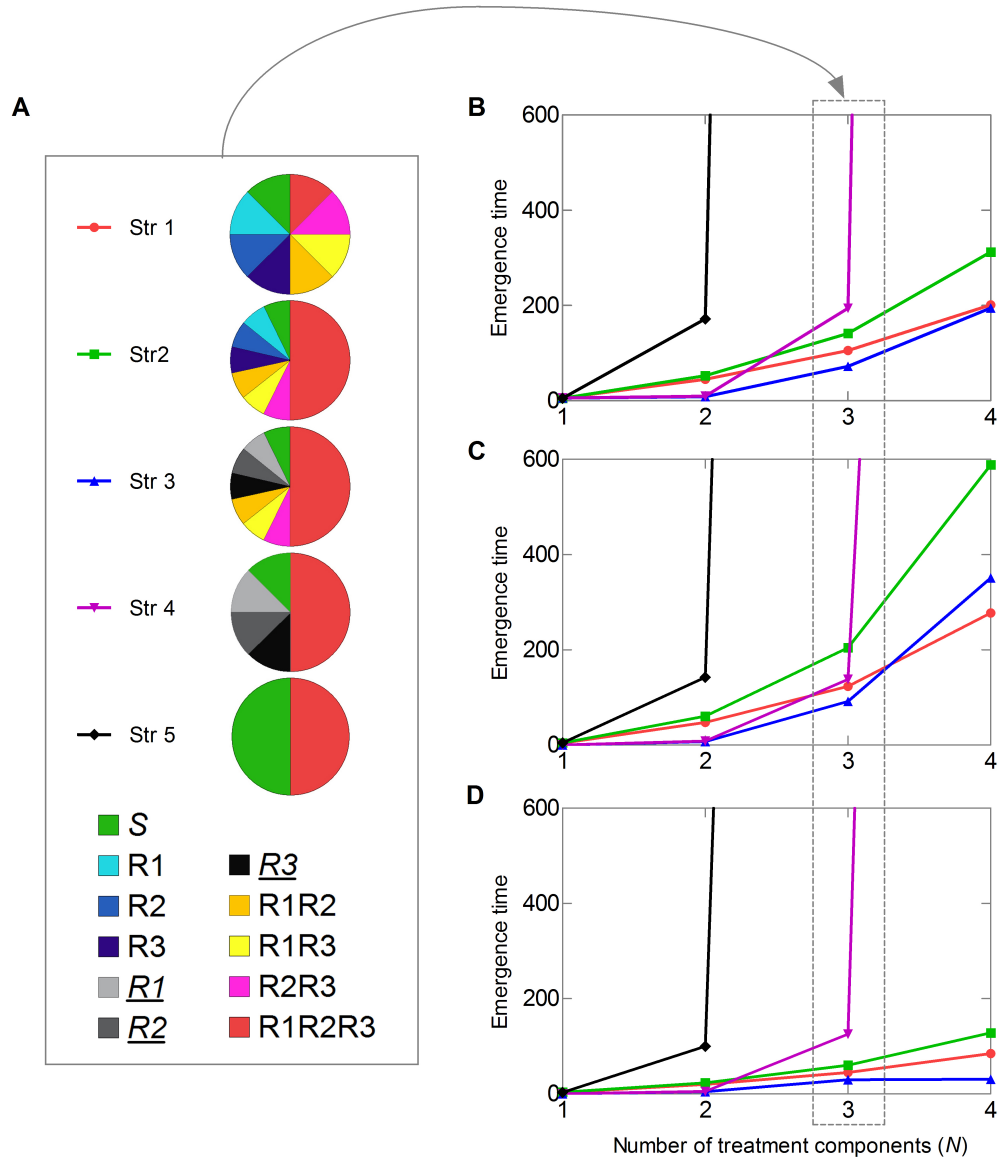 A
Str 1
Str2
Str 3
Str 4
Str 5
S
R1
R2
R3
R1
R2
R3
R1R2
R1R3
R2R3
R1R2R3
B
Emergence time
600
400
200
0
1
2
3
4
C
Emergence time
600
400
200
0
1
2
3
4
D
Emergence time
600
400
200
0
1
2
3
4
Number of treatment components (N)